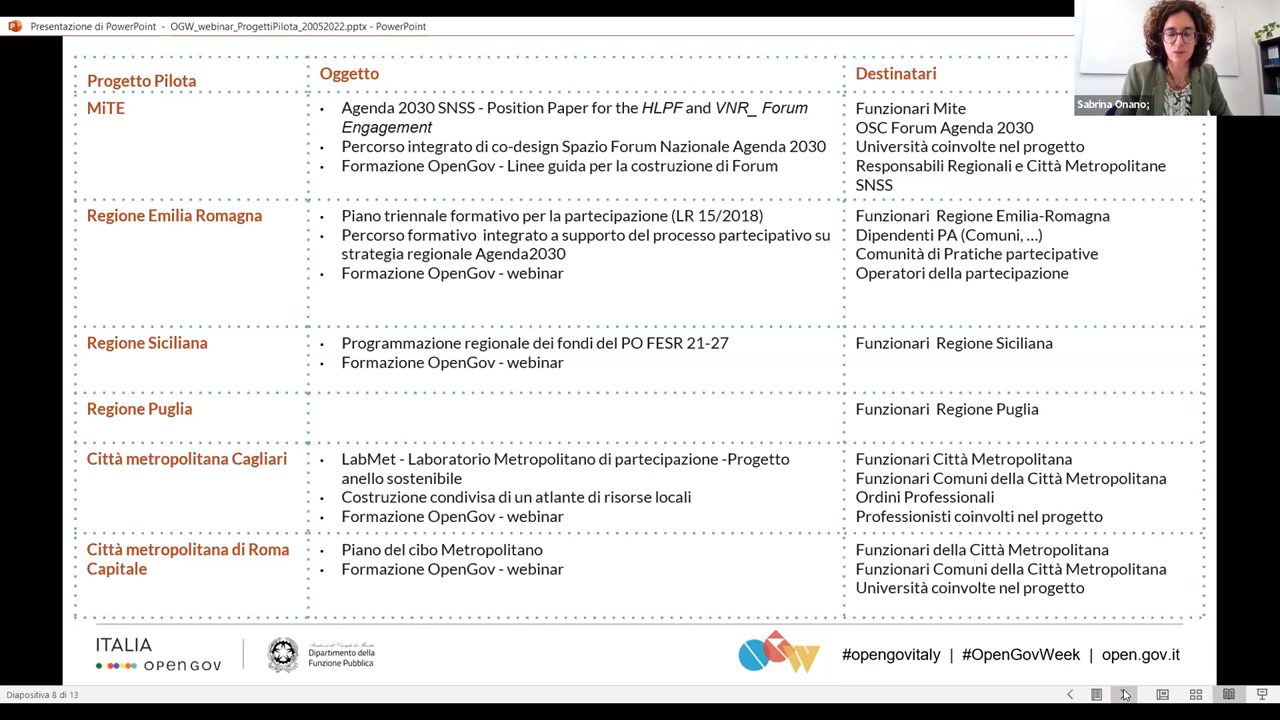 Presentazione di PowerPoint - OGW_webinar_ProgettiPilota_20052022.pptx - PowerPoint
Sabrina Onano;
Progetto Pilota
Oggetto
Destinatari
MiTE
• Agenda 2030 SNSS - Position Paper for the HLPF and VNR_ Forum
Engagement
• Percorso integrato di co-design Spazio Forum Nazionale Agenda 2030
• Formazione OpenGov - Linee guida per la costruzione di Forum
Funzionari Mite
OSC Forum Agenda 2030
Università coinvolte nel progetto
Responsabili Regionali e Città Metropolitane
SNSS
Regione Emilia Romagna
• Piano triennale formativo per la partecipazione (LR 15/2018)
• Percorso formativo integrato a supporto del processo partecipativo su
strategia regionale Agenda2030
• Formazione OpenGov - webinar
Funzionari Regione Emilia-Romagna
Dipendenti PA (Comuni, ...)
Comunità di Pratiche partecipative
Operatori della partecipazione
Regione Siciliana
• Programmazione regionale dei fondi del PO FESR 21-27
• Formazione OpenGov - webinar
Funzionari Regione Siciliana
Regione Puglia
Funzionari Regione Puglia
Città metropolitana Cagliari
• LabMet - Laboratorio Metropolitano di partecipazione -Progetto
anello sostenibile
• Costruzione condivisa di un atlante di risorse locali
• Formazione OpenGov - webinar
Funzionari Città Metropolitana
Funzionari Comuni della Città Metropolitana
Ordini Professionali
Professionisti coinvolti nel progetto
Città metropolitana di Roma
Capitale
• Piano del cibo Metropolitano
• Formazione OpenGov - webinar
Funzionari della Città Metropolitana
Funzionari Comuni della Città Metropolitana
Università coinvolte nel progetto
ITALIA
open gov
Dipartimento della
Funzione Pubblica
OGW
#opengovitaly | #OpenGovWeek | open.gov.it
Diapositiva 8 di 13